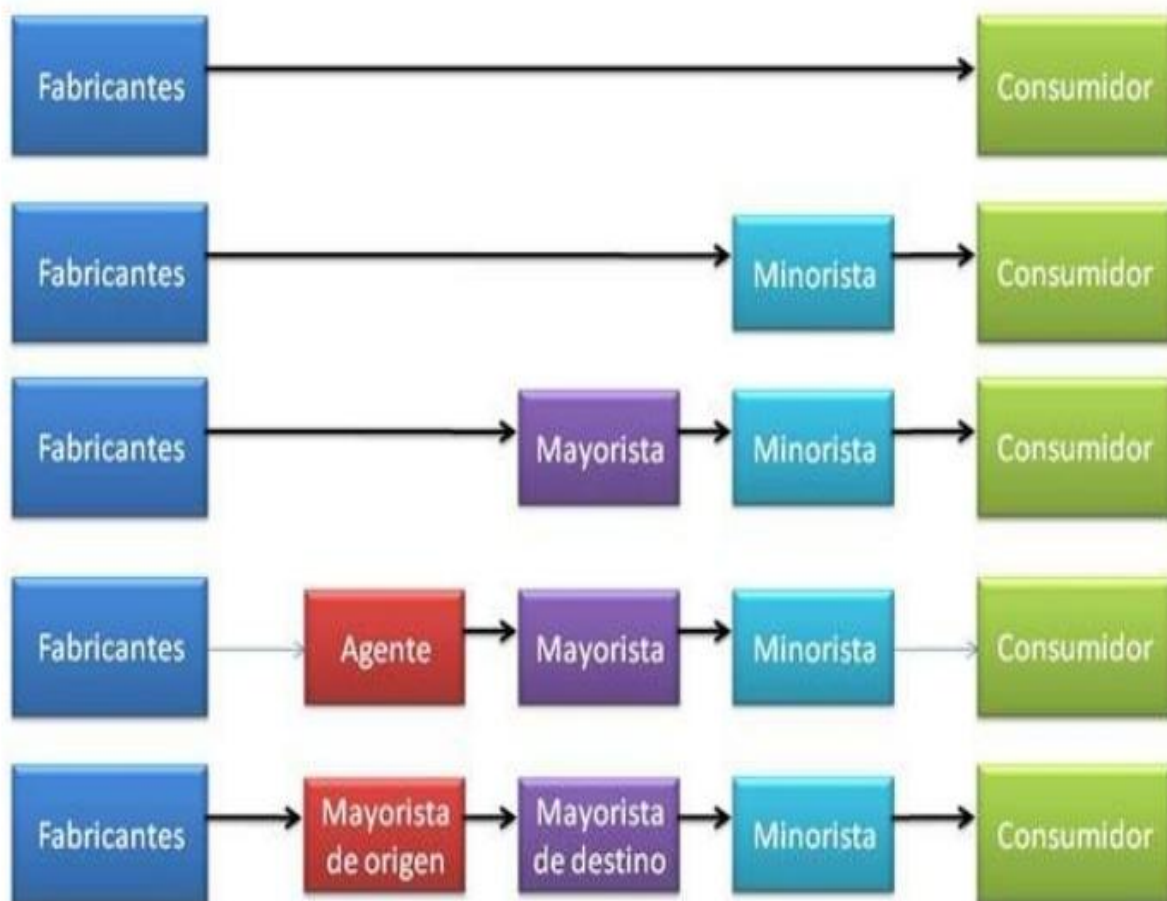 Fabricantes
Consumidor
Fabricantes
Minorista
Consumidor
Fabricantes
Mayorista
Minorista
Consumidor
Fabricantes
Agente
Mayorista
Minorista
Consumidor
Fabricantes
Mayorista
de origen
Mayorista
de destino
Minorista
Consumidor